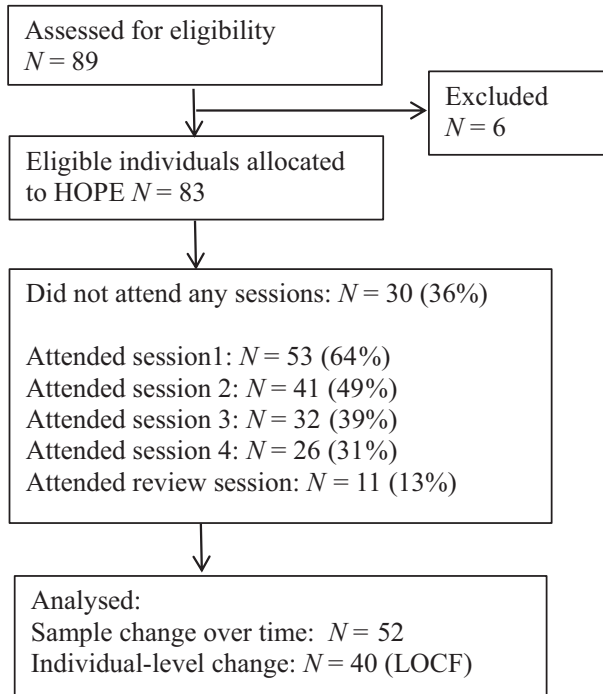 Assessed for eligibility
N = 89
Excluded
N = 6
Eligible individuals allocated
to HOPE N = 83
Did not attend any sessions: N = 30 (36%)
Attended session1: N = 53 (64%)
Attended session 2: N = 41 (49%)
Attended session 3: N = 32 (39%)
Attended session 4: N = 26 (31%)
Attended review session: N = 11 (13%)
Analysed:
Sample change over time:  N = 52
Individual-level change: N = 40 (LOCF)